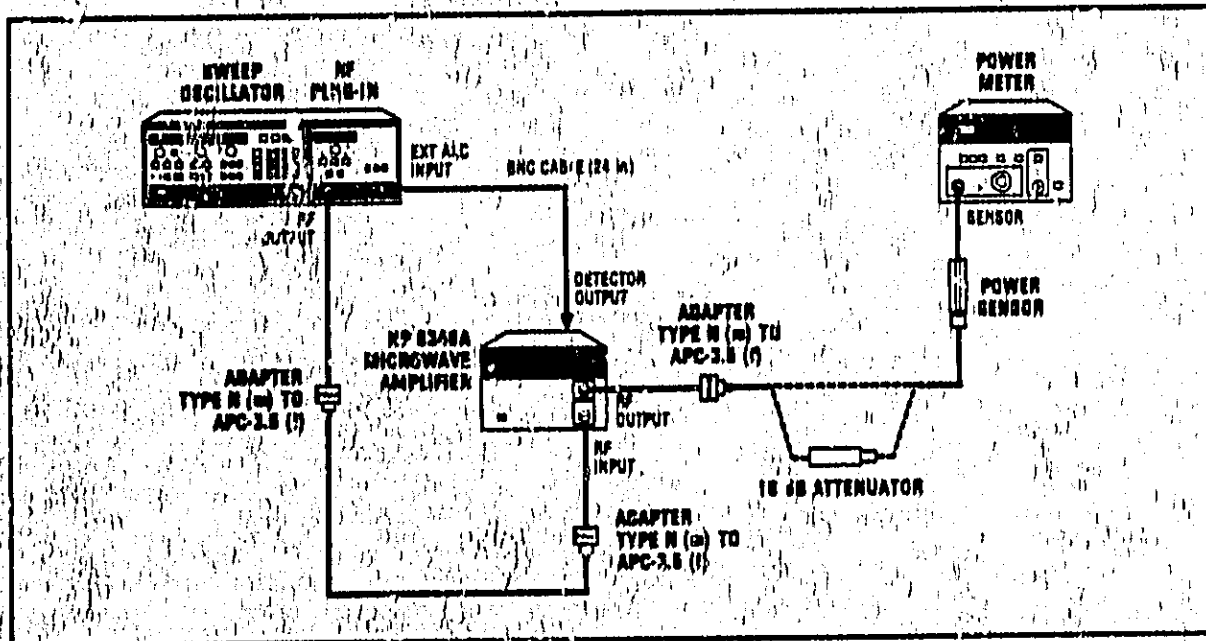 SWEEP
OSCILLATOR
RF
PLUG-IN
POWER
METER
EXT ALC
INPUT
BNC CABLE (24 in)
RF
OUTPUT
SENSOR
DETECTOR
OUTPUT
POWER
SENSOR
ADAPTER
TYPE N (m) TO
APC-3.5 (f)
HP
MICROWAVE
AMPLIFIER
ADAPTER
TYPE N (m) TO
APC-3.5 (f)
RF
OUTPUT
RF
INPUT
dB ATTENUATOR
ADAPTER
TYPE N (m) TO
APC-3.5 (f)